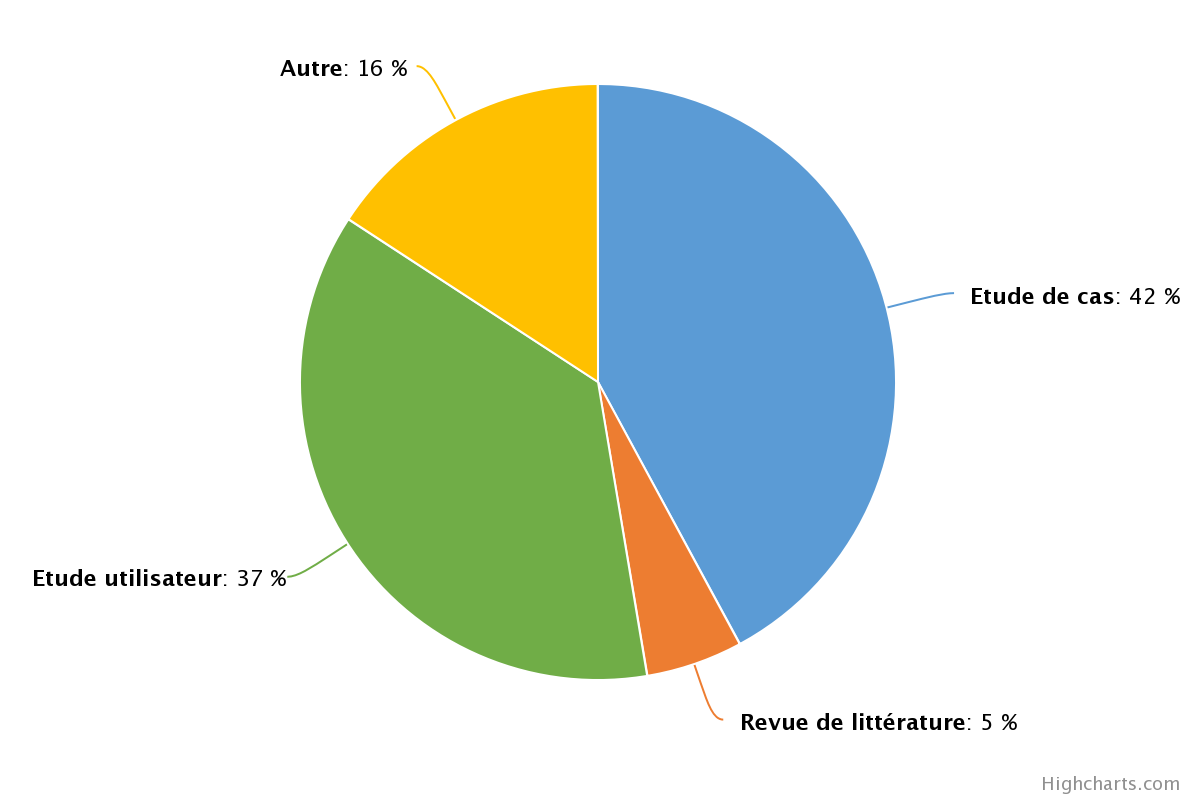 Autre: 16 %
Etude de cas: 42 %
Etude utilisateur: 37 %
Revue de littérature: 5 %
Highcharts.com